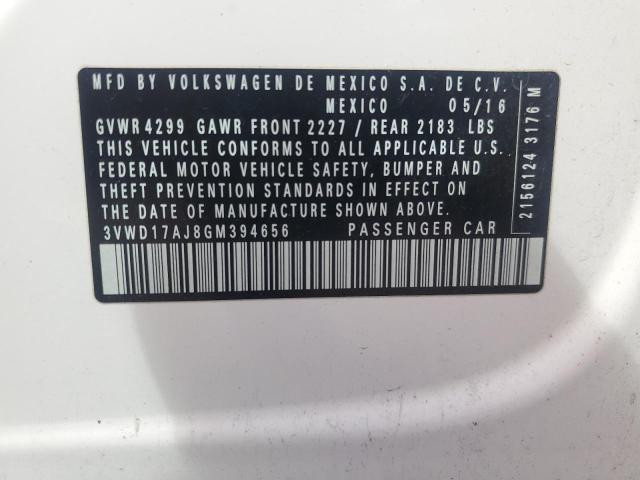 MFD BY VOLKSWAGEN DE MEXICO S.A. DE C.V.
MEXICO 05/16
GVWR 4299 GAWR FRONT 2227 / REAR 2183 LBS
THIS VEHICLE CONFORMS TO ALL APPLICABLE U.S.
FEDERAL MOTOR VEHICLE SAFETY, BUMPER AND
THEFT PREVENTION STANDARDS IN EFFECT ON
THE DATE OF MANUFACTURE SHOWN ABOVE.
3VWD17AJ8GM394656 PASSENGER CAR
2156124 3176 M